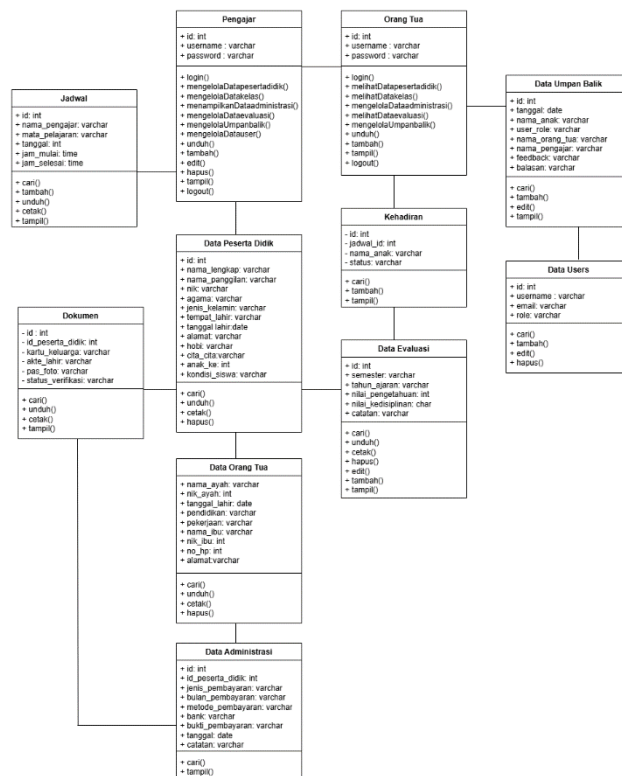 Pengajar
+ id: int
+ username : varchar
+ password : varchar
+ login()
+ mengelolaDatapesertadidik()
+ mengelolaDatakelas()
+ menampilkanDataadministrasi()
+ mengelolaDataevaluasi()
+ mengelolaUmpanbalik()
+ mengelolaDatauser()
+ unduh()
+ tambah()
+ edit()
+ hapus()
+ tampil()
+ logout()
Orang Tua
+ id: int
+ username : varchar
+ password : varchar
+ login()
+ melihatDatapesertadidik()
+ melihatDatakelas()
+ mengelolaDataadministrasi()
+ melihatDataevaluasi()
+ mengelolaUmpanbalik()
+ unduh()
+ tambah()
+ tampil()
+ logout()
Jadwal
+ id: int
+ nama_pengajar: varchar
+ mata_pelajaran: varchar
+ tanggal: int
+ jam_mulai: time
+ jam_selesai: time
+ cari()
+ tambah()
+ unduh()
+ cetak()
+ tampil()
Data Umpan Balik
+ id: int
+ tanggal: date
+ nama_anak: varchar
+ user_role: varchar
+ nama_orang_tua: varchar
+ nama_pengajar: varchar
+ feedback: varchar
+ balasan: varchar
+ cari()
+ tambah()
+ edit()
+ tampil()
Kehadiran
- id: int
- jadwal_id: int
- nama_anak: varchar
- status: varchar
+ cari()
+ tambah()
+ tampil()
Data Peserta Didik
+ id: int
+ nama_lengkap: varchar
+ nama_panggilan: varchar
+ nik: varchar
+ agama: varchar
+ jenis_kelamin: varchar
+ tempat_lahir: varchar
+ tanggal lahir:date
+ alamat: varchar
+ hobi: varchar
+ cita_cita:varchar
+ anak_ke: int
+ kondisi_siswa: varchar
+ cari()
+ unduh()
+ cetak()
+ hapus()
Data Users
+ id: int
+ username : varchar
+ email: varchar
+ role: varchar
+ cari()
+ tambah()
+ edit()
+ hapus()
Dokumen
- id : int
- id_peserta_didik: int
- kartu_keluarga: varchar
- akte_lahir: varchar
- pas_foto: varchar
- status_verifikasi: varchar
+ cari()
+ unduh()
+ cetak()
+ tampil()
Data Evaluasi
+ id: int
+ semester: varchar
+ tahun_ajaran: varchar
+ nilai_pengetahuan: int
+ nilai_kedisiplinan: char
+ catatan: varchar
+ cari()
+ unduh()
+ cetak()
+ hapus()
+ edit()
+ tambah()
+ tampil()
Data Orang Tua
+ nama_ayah: varchar
+ nik_ayah: int
+ tanggal_lahir: date
+ pendidikan: varchar
+ pekerjaan: varchar
+ nama_ibu: varchar
+ nik_ibu: int
+ no_hp: int
+ alamat:varchar
+ cari()
+ unduh()
+ cetak()
+ hapus()
Data Administrasi
+ id: int
+ id_peserta_didik: int
+ jenis_pembayaran: varchar
+ bulan_pembayaran: varchar
+ metode_pembayaran: varchar
+ bank: varchar
+ bukti_pembayaran: varchar
+ tanggal: date
+ catatan: varchar
+ cari()
+ tampil()